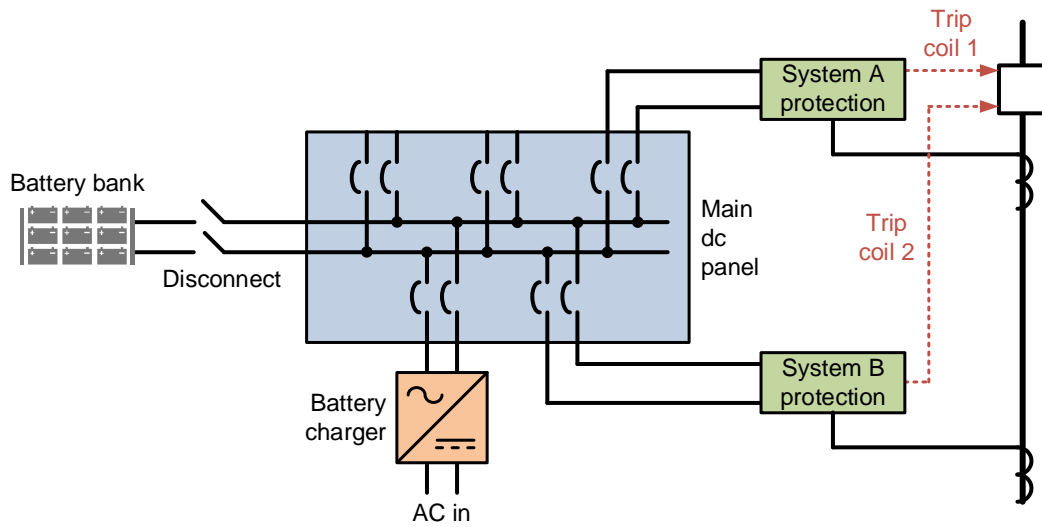 Trip
coil 1
System A
protection
Battery bank
Main
dc
panel
Trip
coil 2
Disconnect
System B
protection
Battery
charger
AC in